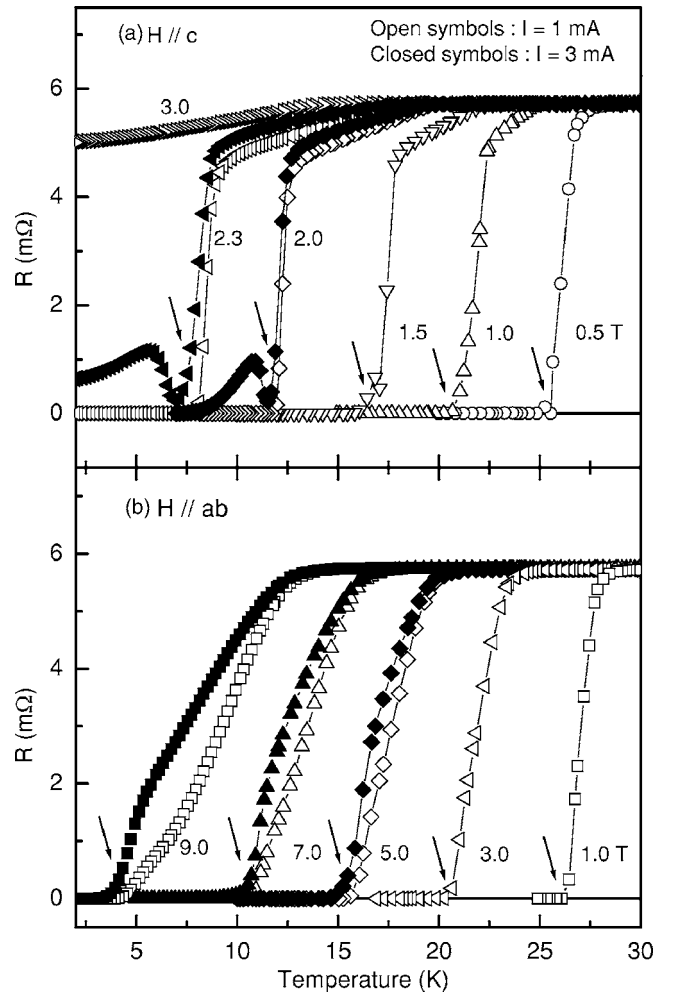 (a) H // c
Open symbols : I = 1 mA
Closed symbols : I = 3 mA
3.0
2.3
2.0
1.5
1.0
0.5 T
6
4
2
0
R (mΩ)
(b) H // ab
9.0
7.0
5.0
3.0
1.0 T
6
4
2
0
R (mΩ)
5 10 15 20 25 30
Temperature (K)